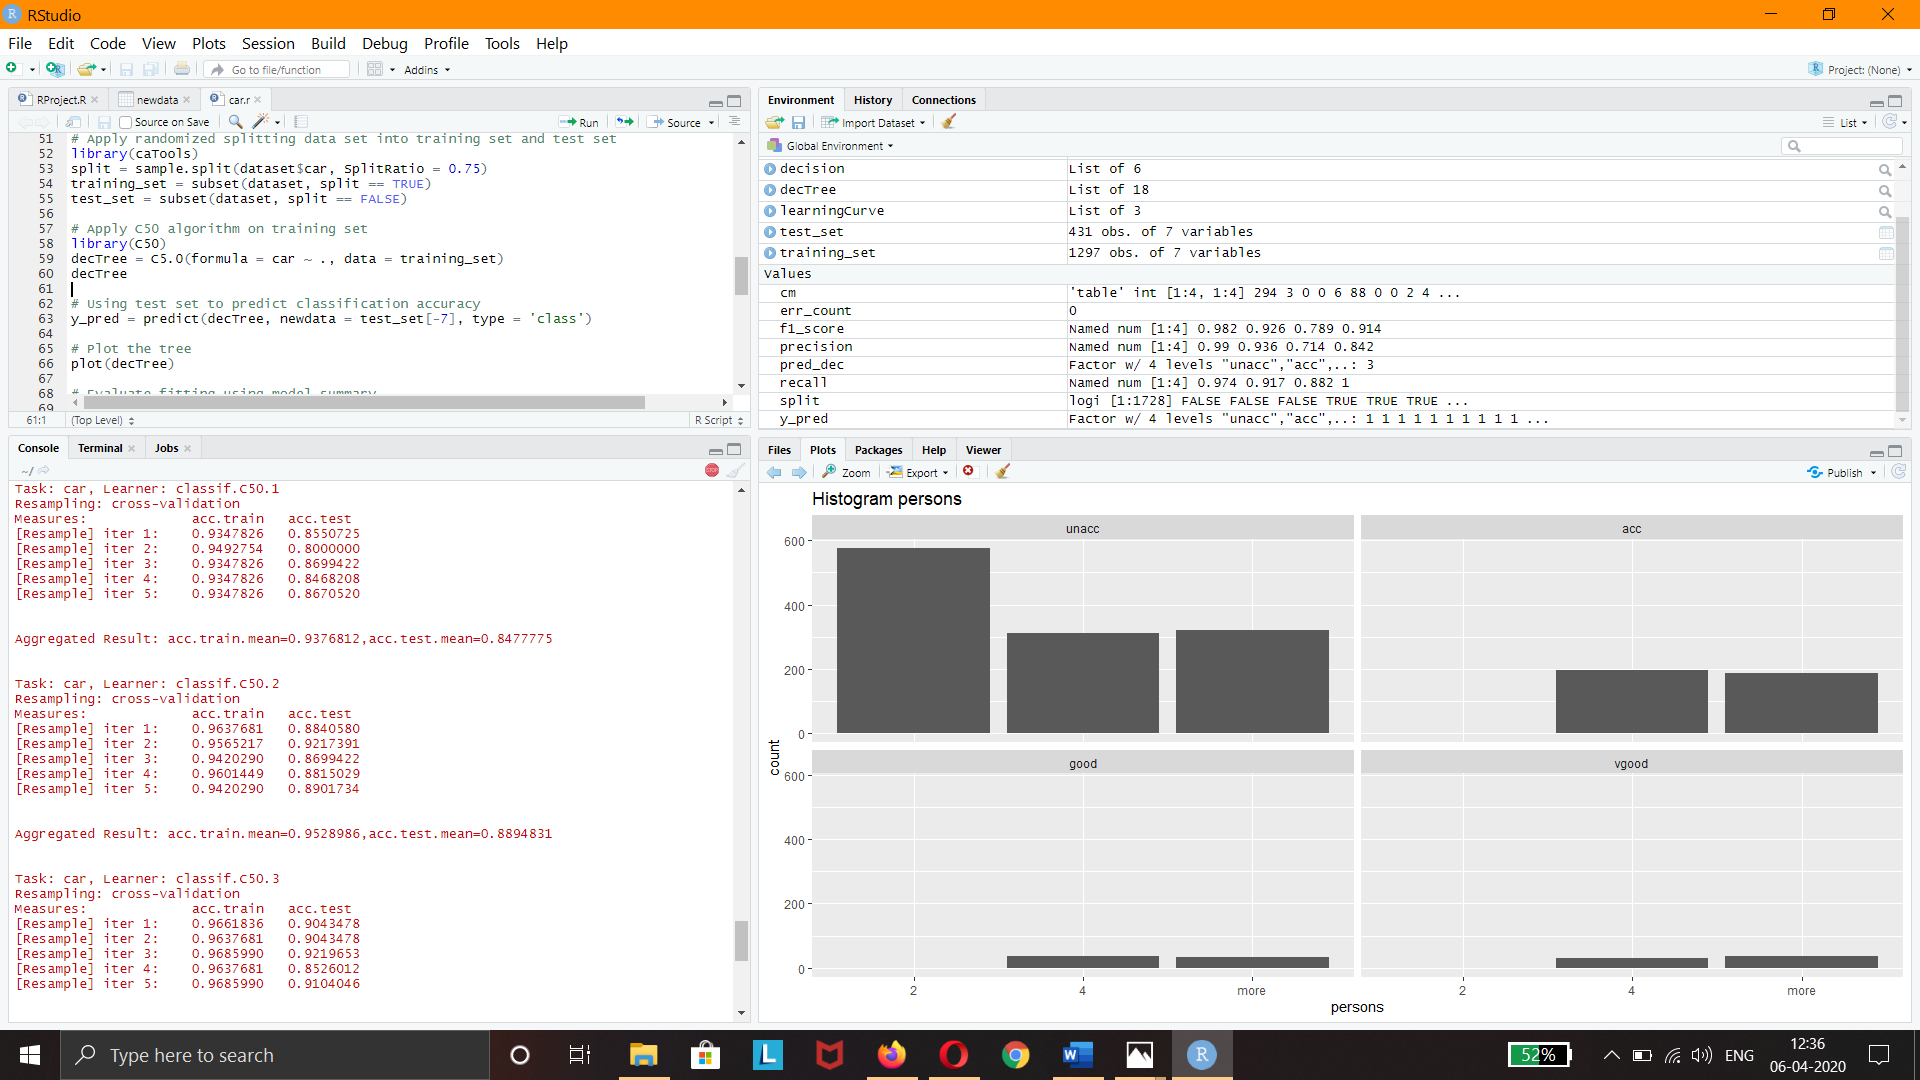 RStudio
File Edit Code View Plots Session Build Debug Profile Tools Help
Go to file/function Addins Project: (None)
RProject.R newdata car.r
Source on Save Run Source
51 # Apply randomized splitting data set into training set and test set
52 library(caTools)
53 split = sample.split(dataset$car, SplitRatio = 0.75)
54 training_set = subset(dataset, split == TRUE)
55 test_set = subset(dataset, split == FALSE)
56
57 # Apply C50 algorithm on training set
58 library(C50)
59 decTree = C5.0(formula = car ~ ., data = training_set)
60 decTree
61
62 # Using test set to predict classification accuracy
63 y_pred = predict(decTree, newdata = test_set[-7], type = 'class')
64
65 # Plot the tree
66 plot(decTree)
67
68 # Evaluate fitting using model summary
69
61:1 (Top Level) R Script
Console Terminal Jobs
~/
STOP
Task: car, Learner: classif.C50.1
Resampling: cross-validation
Measures: acc.train acc.test
[Resample] iter 1: 0.9347826 0.8550725
[Resample] iter 2: 0.9492754 0.8000000
[Resample] iter 3: 0.9347826 0.8699422
[Resample] iter 4: 0.9347826 0.8468208
[Resample] iter 5: 0.9347826 0.8670520
Aggregated Result: acc.train.mean=0.9376812,acc.test.mean=0.8477775
Task: car, Learner: classif.C50.2
Resampling: cross-validation
Measures: acc.train acc.test
[Resample] iter 1: 0.9637681 0.8840580
[Resample] iter 2: 0.9565217 0.9217391
[Resample] iter 3: 0.9420290 0.8699422
[Resample] iter 4: 0.9601449 0.8815029
[Resample] iter 5: 0.9420290 0.8901734
Aggregated Result: acc.train.mean=0.9528986,acc.test.mean=0.8894831
Task: car, Learner: classif.C50.3
Resampling: cross-validation
Measures: acc.train acc.test
[Resample] iter 1: 0.9661836 0.9043478
[Resample] iter 2: 0.9637681 0.9043478
[Resample] iter 3: 0.9685990 0.9219653
[Resample] iter 4: 0.9637681 0.8526012
[Resample] iter 5: 0.9685990 0.9104046
Environment History Connections
Import Dataset List
Global Environment
decision List of 6
decTree List of 18
learningCurve List of 3
test_set 431 obs. of 7 variables
training_set 1297 obs. of 7 variables
Values
cm 'table' int [1:4, 1:4] 294 3 0 0 6 88 0 0 2 4 ...
err_count 0
f1_score Named num [1:4] 0.982 0.926 0.789 0.914
precision Named num [1:4] 0.99 0.936 0.714 0.842
pred_dec Factor w/ 4 levels "unacc","acc",..: 3
recall Named num [1:4] 0.974 0.917 0.882 1
split logi [1:1728] FALSE FALSE FALSE TRUE TRUE TRUE ...
y_pred Factor w/ 4 levels "unacc","acc",..: 1 1 1 1 1 1 1 1 1 1 ...
Files Plots Packages Help Viewer
Zoom Export Publish
Histogram persons
unacc acc
600
400
200
0
good vgood
600
400
200
0
count
2 4 more 2 4 more
persons
Type here to search
52% ENG
12:36
06-04-2020